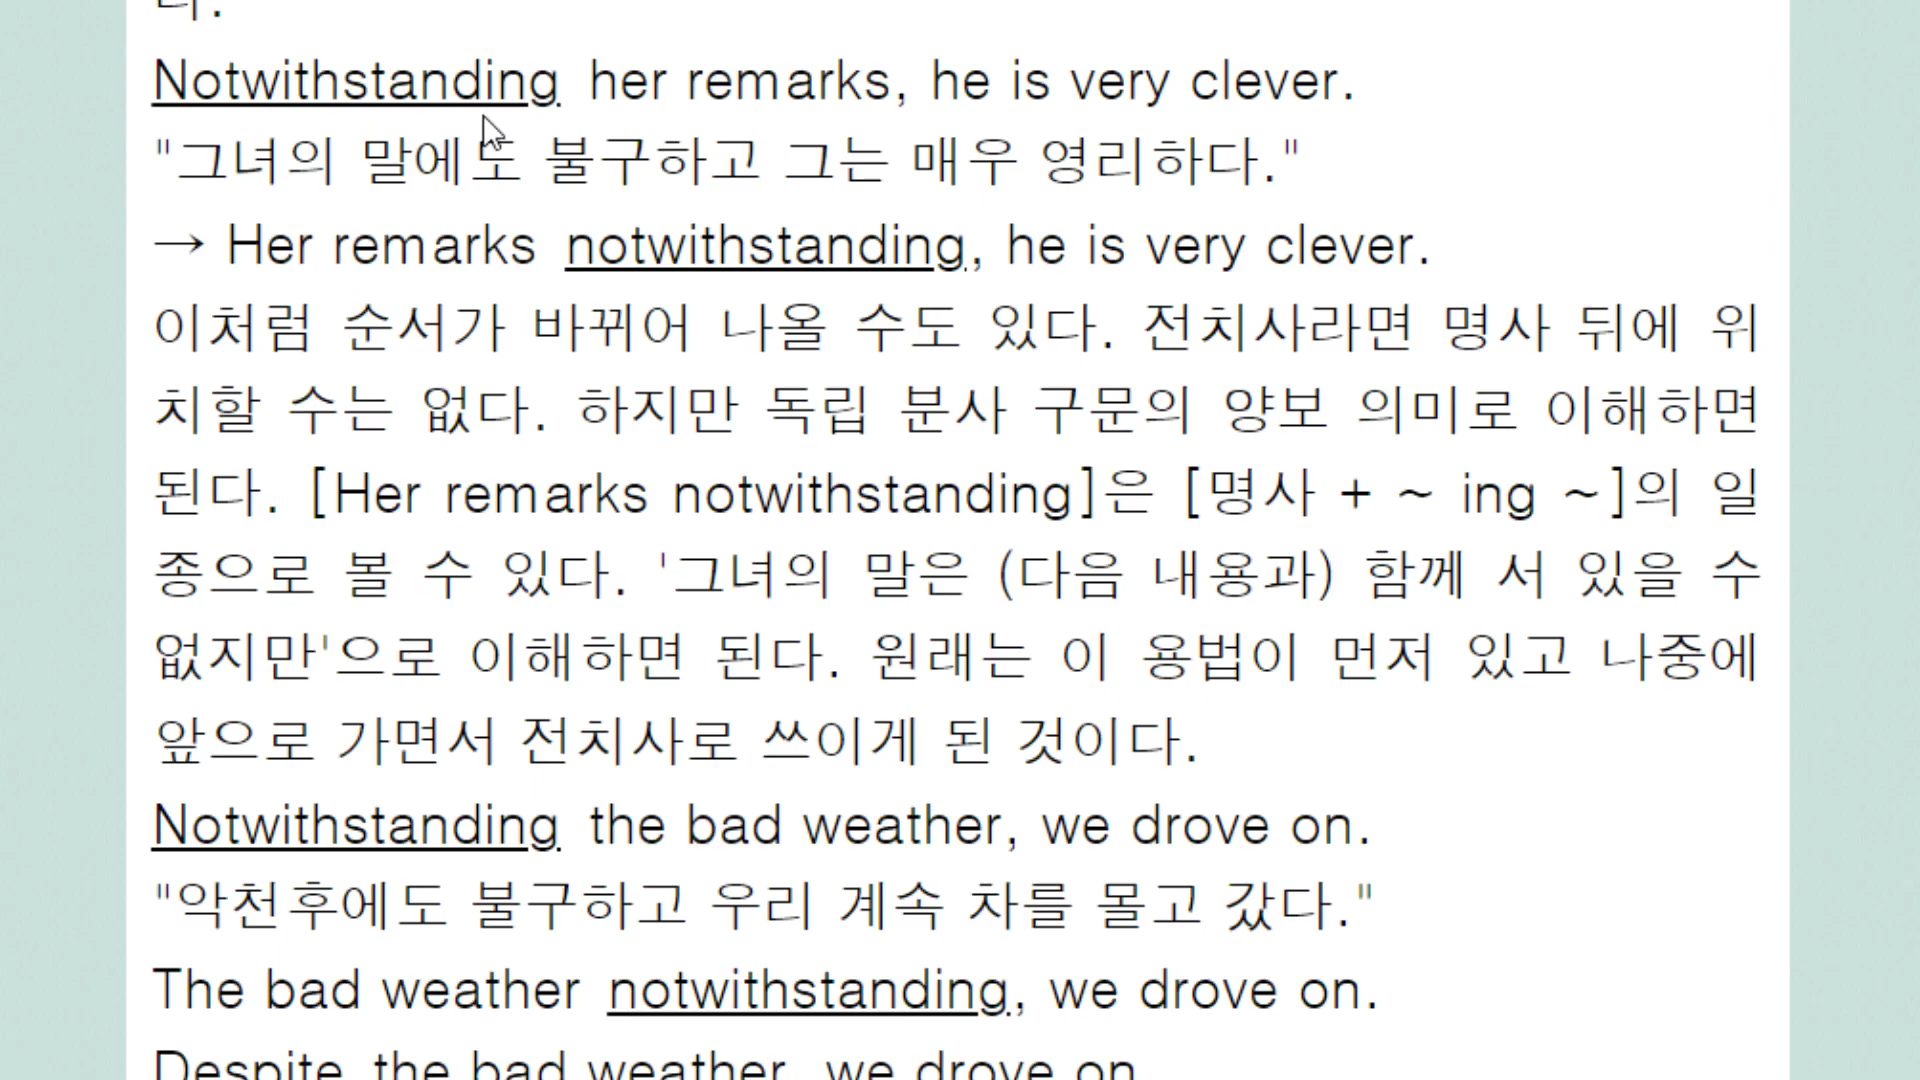 다.
Notwithstanding her remarks, he is very clever.
"그녀의 말에도 불구하고 그는 매우 영리하다."
→ Her remarks notwithstanding, he is very clever.
이처럼 순서가 바뀌어 나올 수도 있다. 전치사라면 명사 뒤에 위
치할 수는 없다. 하지만 독립 분사 구문의 양보 의미로 이해하면
된다. [Her remarks notwithstanding]은 [명사 + ~ ing ~]의 일
종으로 볼 수 있다. '그녀의 말은 (다음 내용과) 함께 서 있을 수
없지만'으로 이해하면 된다. 원래는 이 용법이 먼저 있고 나중에
앞으로 가면서 전치사로 쓰이게 된 것이다.
Notwithstanding the bad weather, we drove on.
"악천후에도 불구하고 우리 계속 차를 몰고 갔다."
The bad weather notwithstanding, we drove on.
Despite the bad weather, we drove on